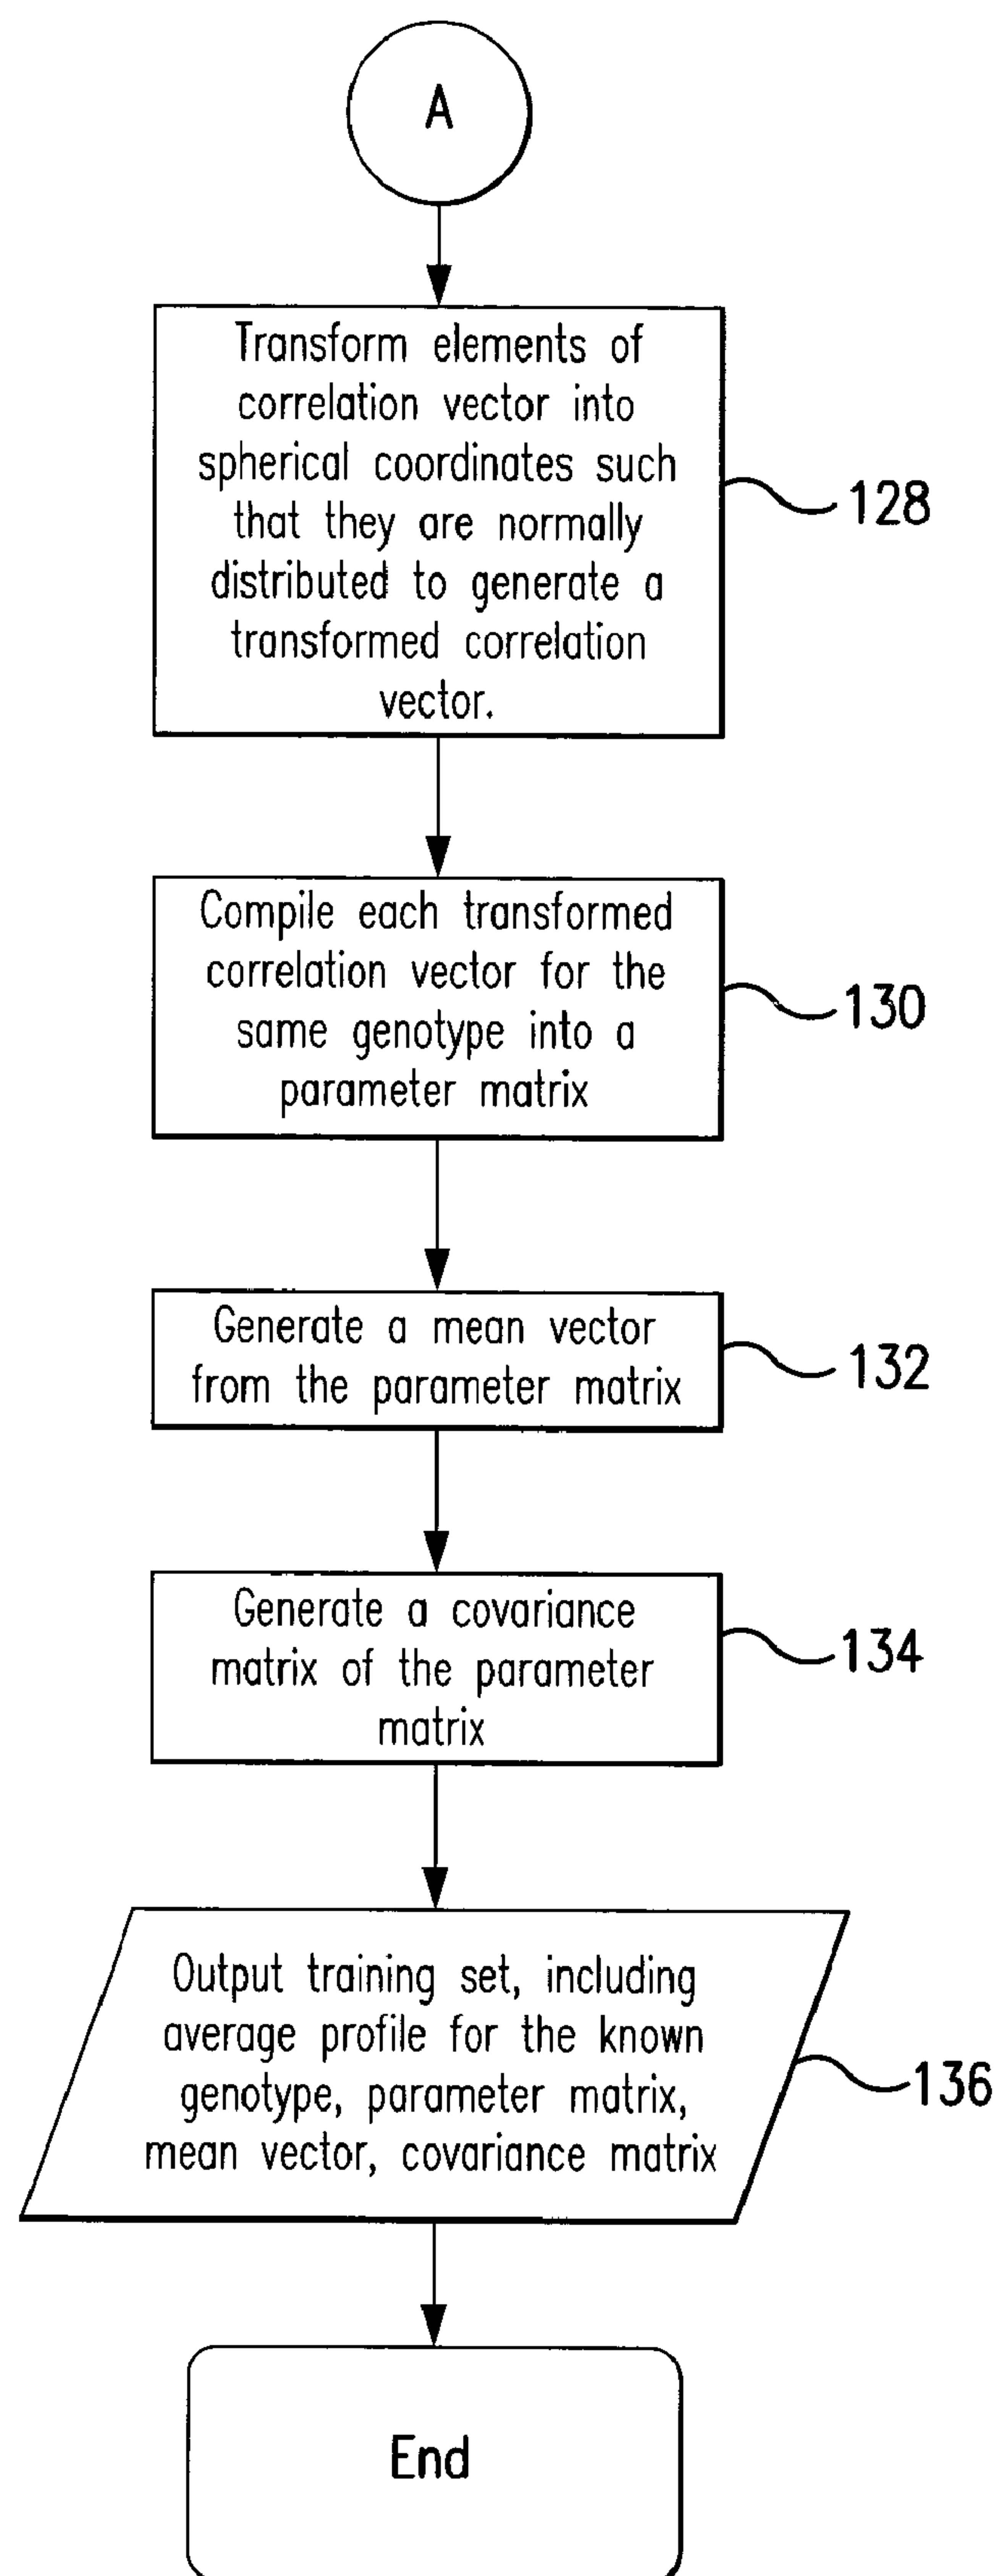 A
Transform elements of
correlation vector into
spherical coordinates such
that they are normally
distributed to generate a
transformed correlation
vector.
128
Compile each transformed
correlation vector for the
same genotype into a
parameter matrix
130
Generate a mean vector
from the parameter matrix
132
Generate a covariance
matrix of the parameter
matrix
134
Output training set, including
average profile for the known
genotype, parameter matrix,
mean vector, covariance matrix
136
End